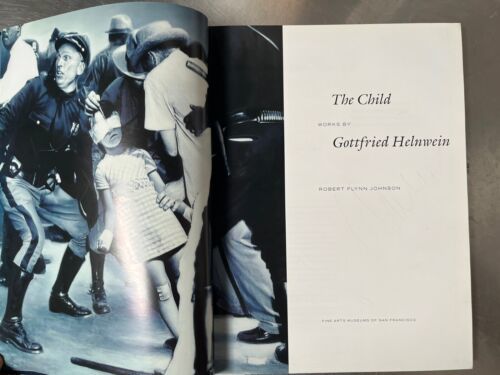 The Child
WORKS BY
Gottfried Helnwein
ROBERT FLYNN JOHNSON
FINE ARTS MUSEUMS OF SAN FRANCISCO